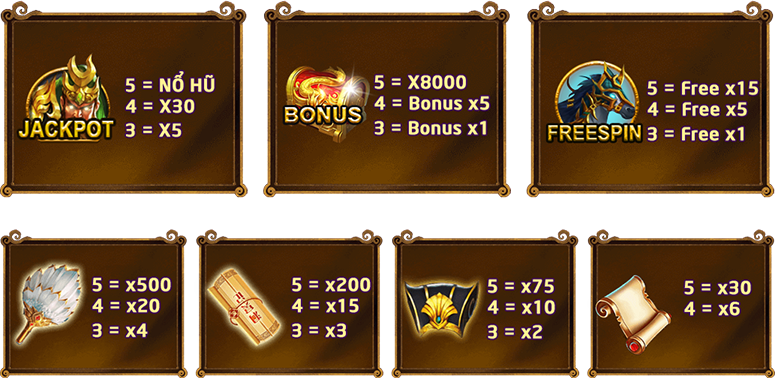 JACKPOT
5 = NỔ HŨ
4 = X30
3 = X5
BONUS
5 = X8000
4 = Bonus x5
3 = Bonus x1
FREESPIN
5 = Free x15
4 = Free x5
3 = Free x1
5 = x500
4 = x20
3 = x4
5 = x200
4 = x15
3 = x3
5 = x75
4 = x10
3 = x2
5 = x30
4 = x6